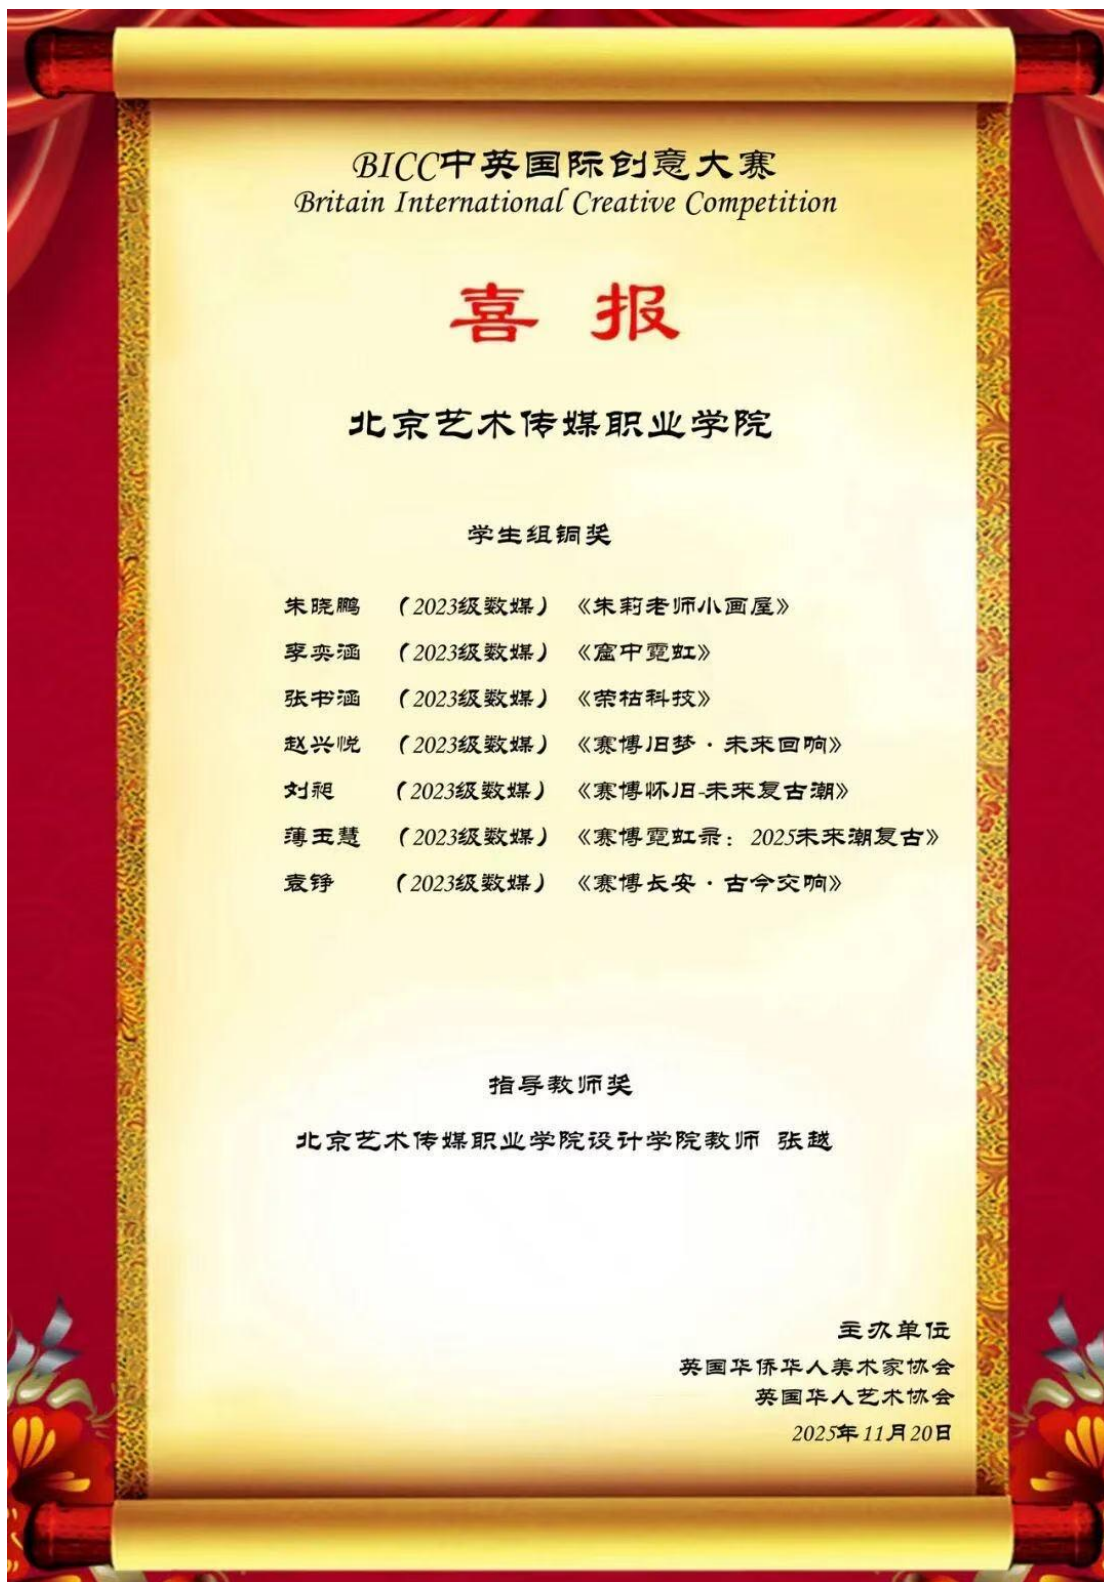 BICC中英国际创意大赛
Britain International Creative Competition
喜报
北京艺术传媒职业学院
学生组铜奖
朱晓鹏 （2023级数媒） 《朱莉老师小画屋》
李奕涵 （2023级数媒） 《窟中霓虹》
张书涵 （2023级数媒） 《荣枯科技》
赵兴悦 （2023级数媒） 《赛博旧梦·未来回响》
刘昶 （2023级数媒） 《赛博怀旧-未来复古潮》
薄玉慧 （2023级数媒） 《赛博霓虹录：2025未来潮复古》
袁铮 （2023级数媒） 《赛博长安·古今交响》
指导教师奖
北京艺术传媒职业学院设计学院教师 张越
主办单位
英国华侨华人美术家协会
英国华人艺术协会
2025年11月20日